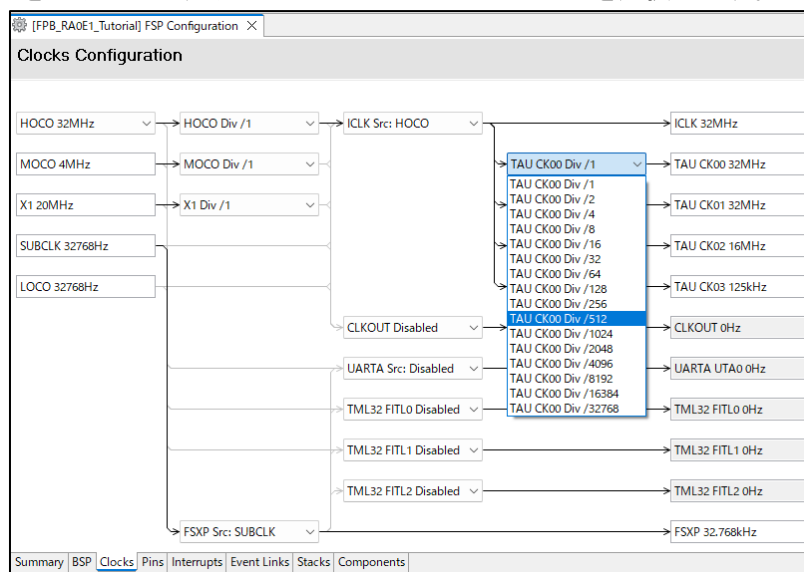 [FPB_RA0E1_Tutorial] FSP Configuration
Clocks Configuration
HOCO 32MHz
HOCO Div /1
ICLK Src: HOCO
ICLK 32MHz
MOCO 4MHz
MOCO Div /1
TAU CK00 Div /1
TAU CK00 32MHz
X1 20MHz
X1 Div /1
TAU CK01 32MHz
SUBCLK 32768Hz
TAU CK02 16MHz
LOCO 32768Hz
TAU CK03 125kHz
TAU CK00 Div /1
TAU CK00 Div /2
TAU CK00 Div /4
TAU CK00 Div /8
TAU CK00 Div /16
TAU CK00 Div /32
TAU CK00 Div /64
TAU CK00 Div /128
TAU CK00 Div /256
TAU CK00 Div /512
TAU CK00 Div /1024
TAU CK00 Div /2048
TAU CK00 Div /4096
TAU CK00 Div /8192
TAU CK00 Div /16384
TAU CK00 Div /32768
CLKOUT Disabled
CLKOUT 0Hz
UARTA Src: Disabled
UARTA UTA0 0Hz
TML32 FITL0 Disabled
TML32 FITL0 0Hz
TML32 FITL1 Disabled
TML32 FITL1 0Hz
TML32 FITL2 Disabled
TML32 FITL2 0Hz
FSXP Src: SUBCLK
FSXP 32.768kHz
Summary BSP Clocks Pins Interrupts Event Links Stacks Components